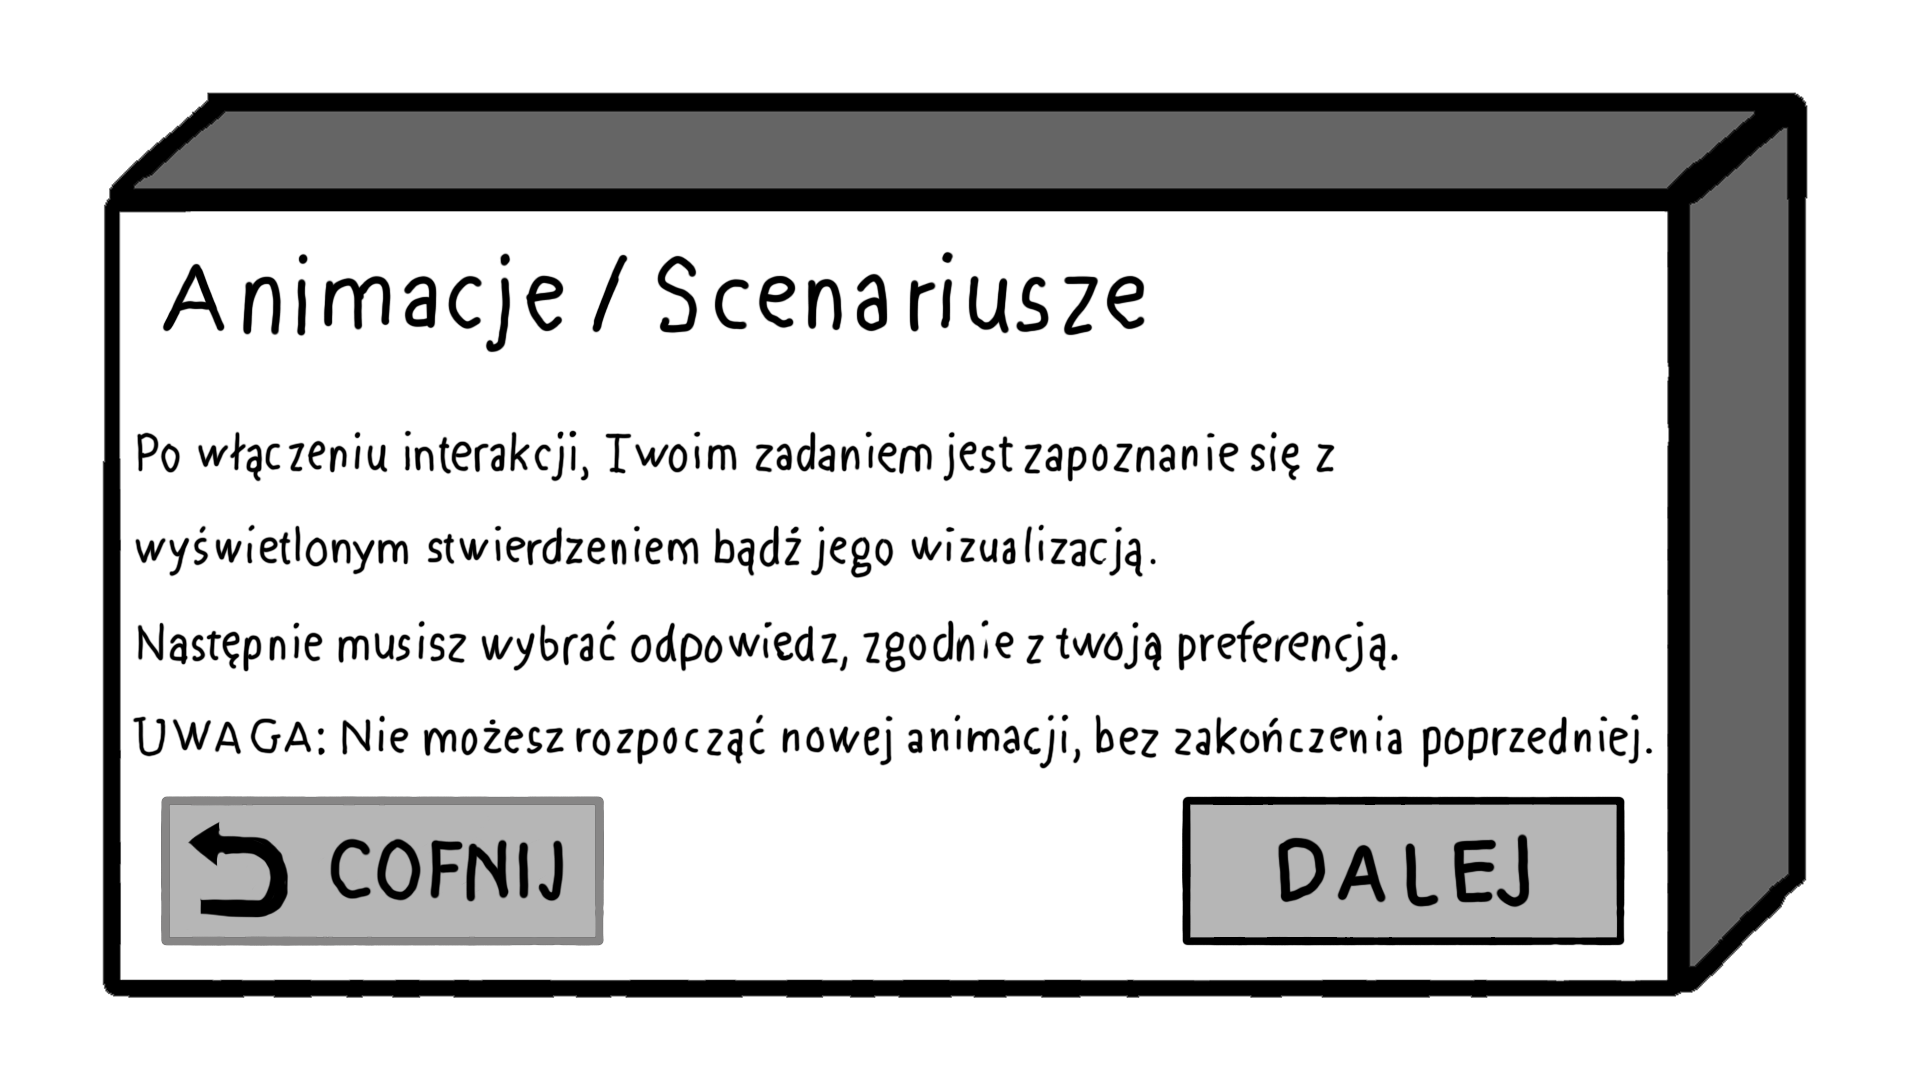 Animacje / Scenariusze
Po włączeniu interakcji, Twoim zadaniem jest zapoznanie się z
wyświetlonym stwierdzeniem bądź jego wizualizacją.
Następnie musisz wybrać odpowiedz, zgodnie z twoją preferencją.
UWAGA: Nie możesz rozpocząć nowej animacji, bez zakończenia poprzedniej.
COFNIJ
DALEJ